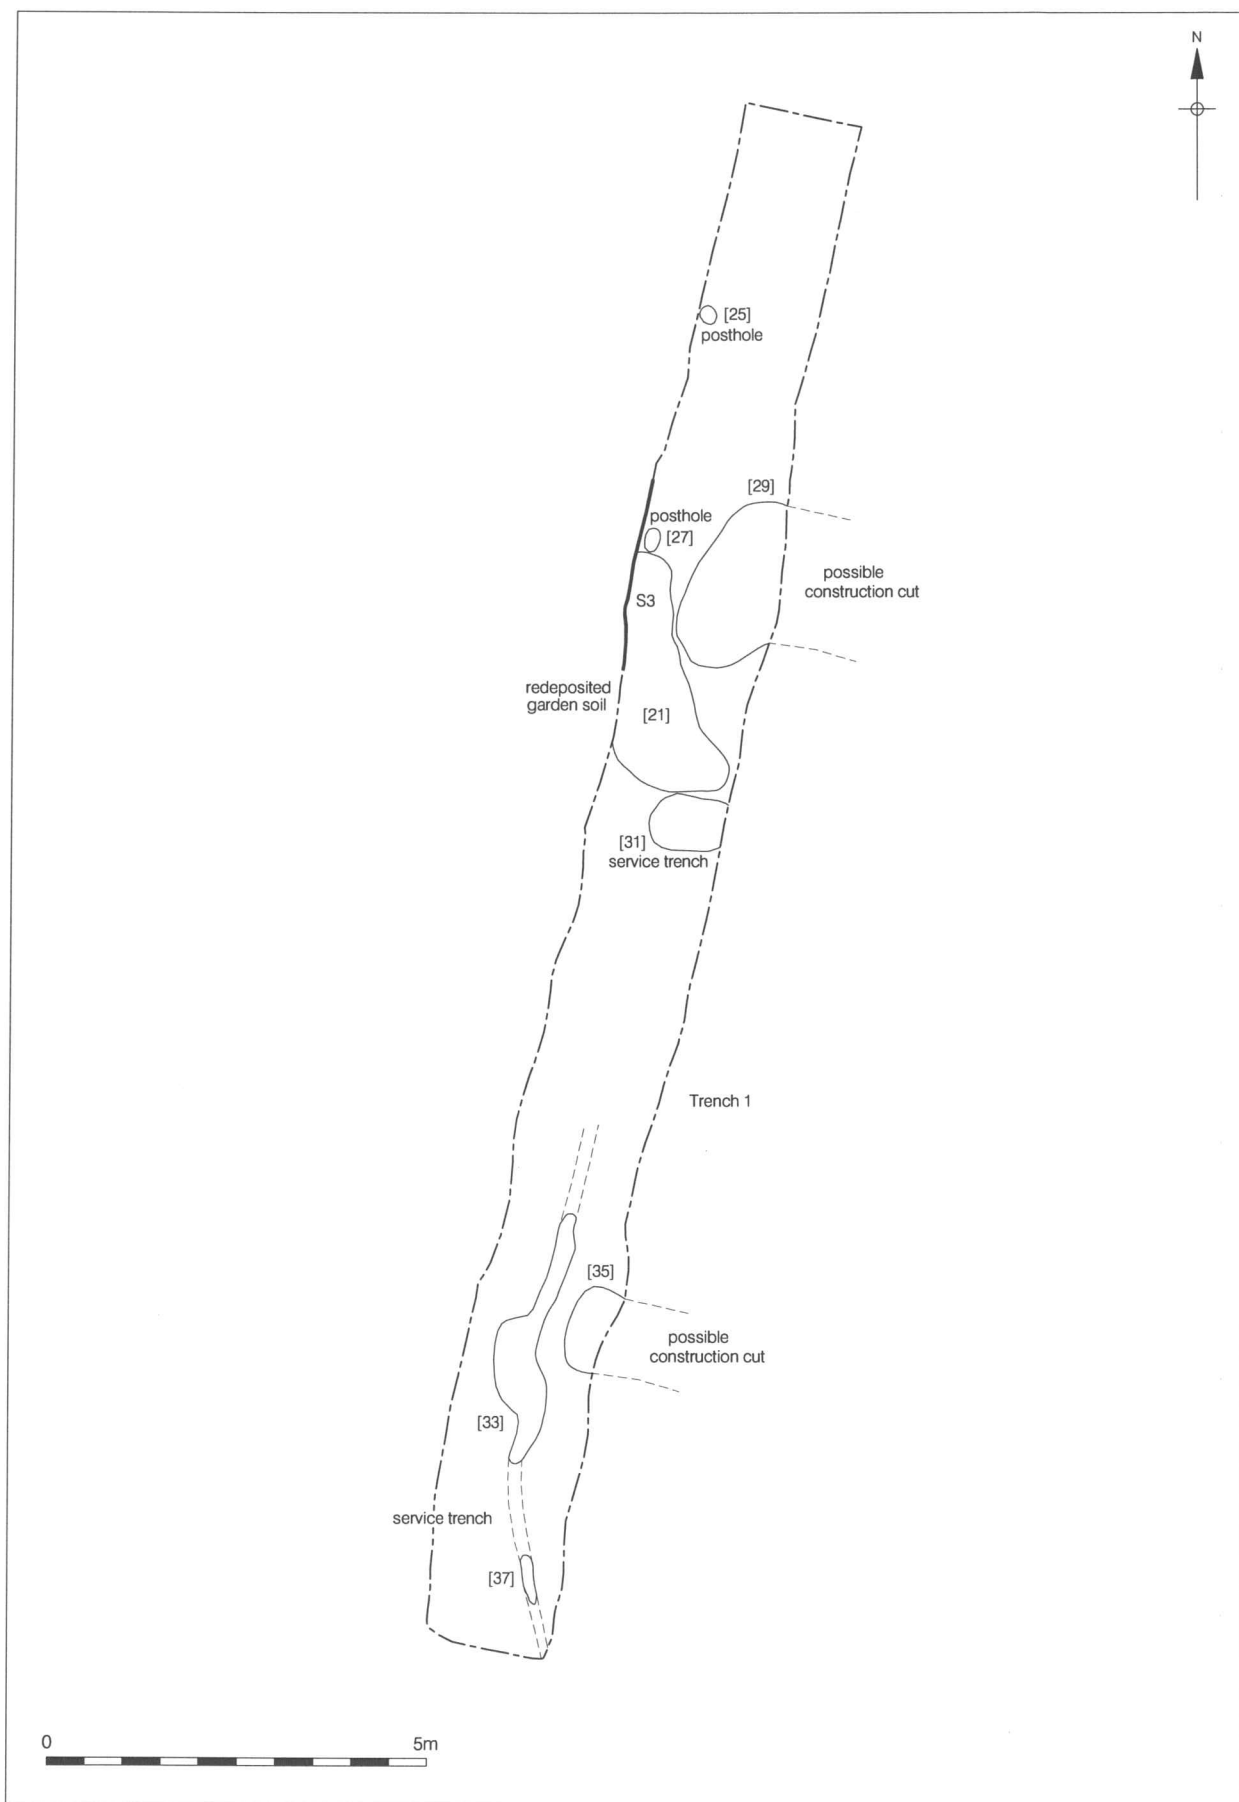 N
[25]
posthole
[29]
posthole
[27]
possible
construction cut
S3
redeposited
garden soil
[21]
[31]
service trench
Trench 1
[35]
possible
construction cut
[33]
service trench
[37]
0 5m